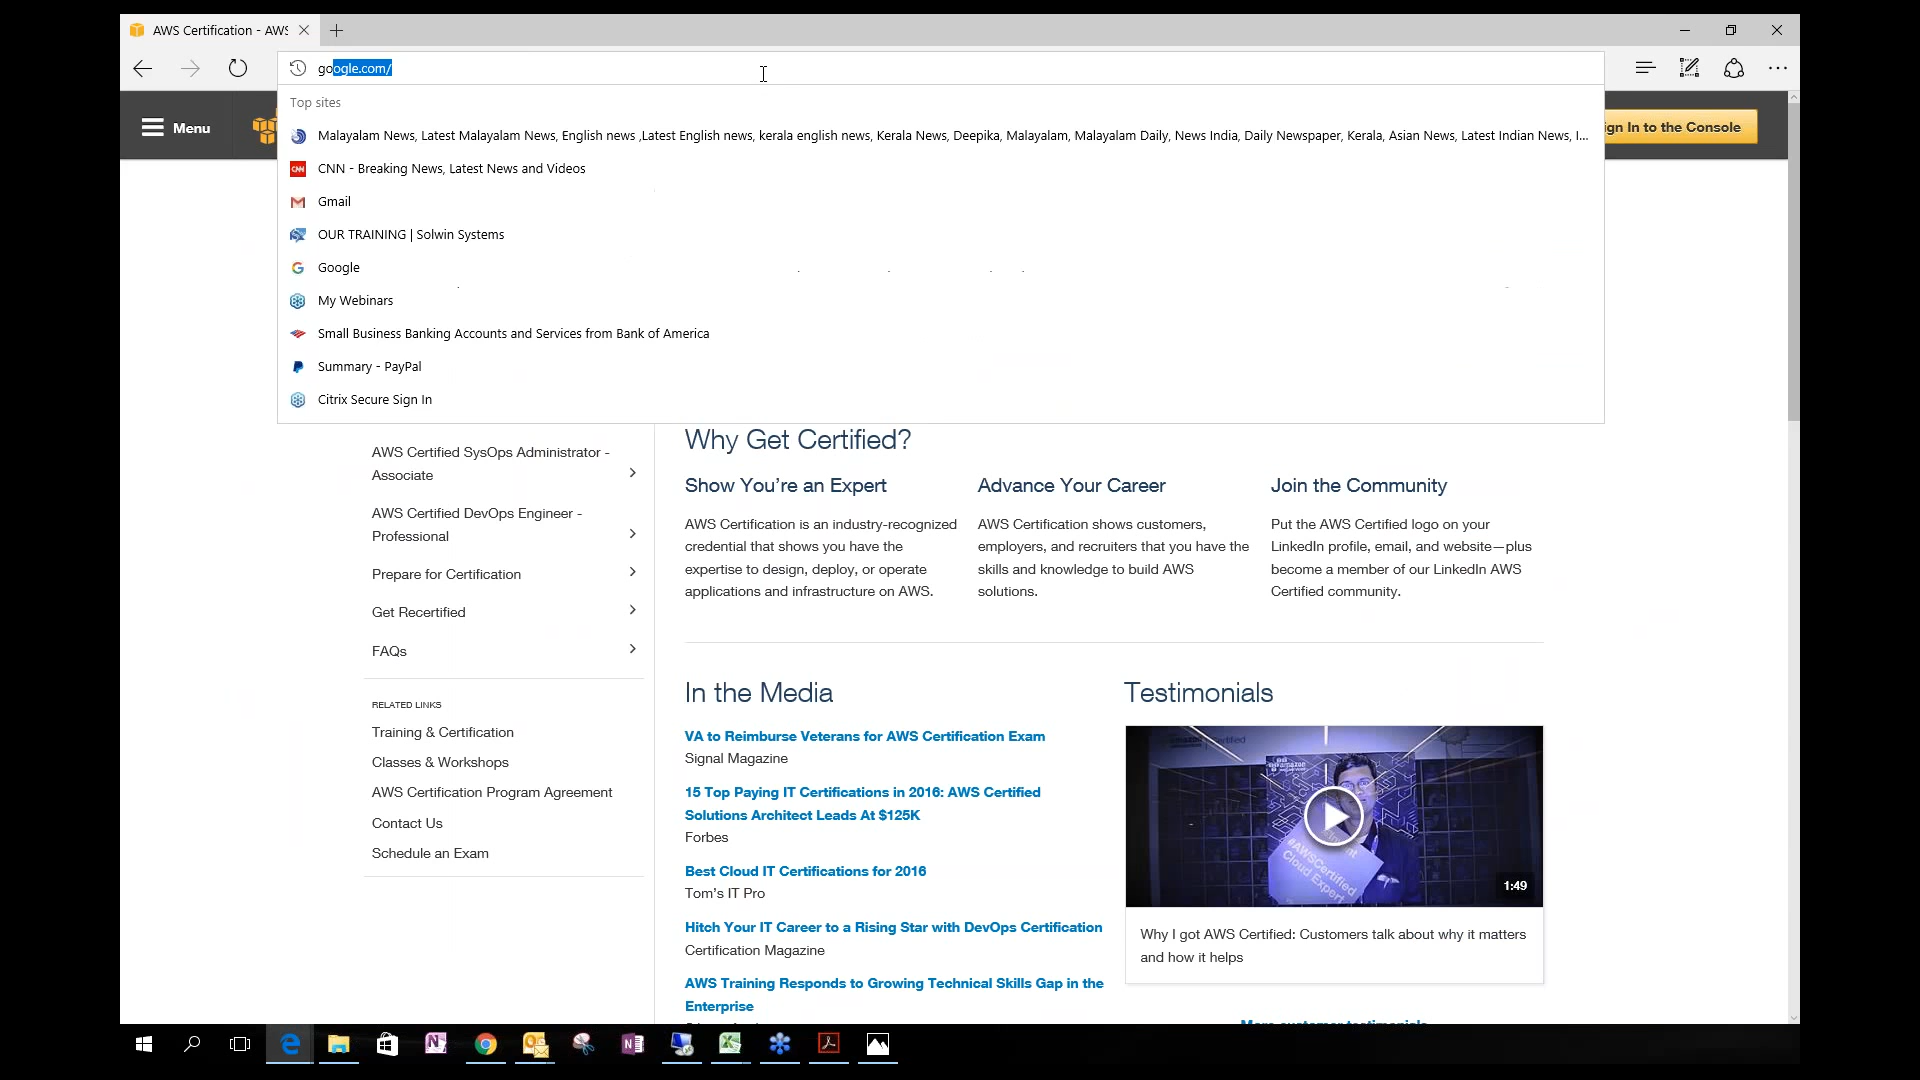 AWS Certification - AWS
google.com/
Top sites
Malayalam News, Latest Malayalam News, English news ,Latest English news, kerala english news, Kerala News, Deepika, Malayalam, Malayalam Daily, News India, Daily Newspaper, Kerala, Asian News, Latest Indian News, I...
CNN - Breaking News, Latest News and Videos
Gmail
OUR TRAINING | Solwin Systems
Google
My Webinars
Small Business Banking Accounts and Services from Bank of America
Summary - PayPal
Citrix Secure Sign In
Menu
ign In to the Console
AWS Certified SysOps Administrator -
Associate
AWS Certified DevOps Engineer -
Professional
Prepare for Certification
Get Recertified
FAQs
RELATED LINKS
Training & Certification
Classes & Workshops
AWS Certification Program Agreement
Contact Us
Schedule an Exam
Why Get Certified?
Show You're an Expert
AWS Certification is an industry-recognized
credential that shows you have the
expertise to design, deploy, or operate
applications and infrastructure on AWS.
Advance Your Career
AWS Certification shows customers,
employers, and recruiters that you have the
skills and knowledge to build AWS
solutions.
Join the Community
Put the AWS Certified logo on your
LinkedIn profile, email, and website—plus
become a member of our LinkedIn AWS
Certified community.
In the Media
VA to Reimburse Veterans for AWS Certification Exam
Signal Magazine
15 Top Paying IT Certifications in 2016: AWS Certified
Solutions Architect Leads At $125K
Forbes
Best Cloud IT Certifications for 2016
Tom's IT Pro
Hitch Your IT Career to a Rising Star with DevOps Certification
Certification Magazine
AWS Training Responds to Growing Technical Skills Gap in the
Enterprise
Testimonials
#AWSCertified
Cloud Expert
1:49
Why I got AWS Certified: Customers talk about why it matters
and how it helps
More customer testimonials